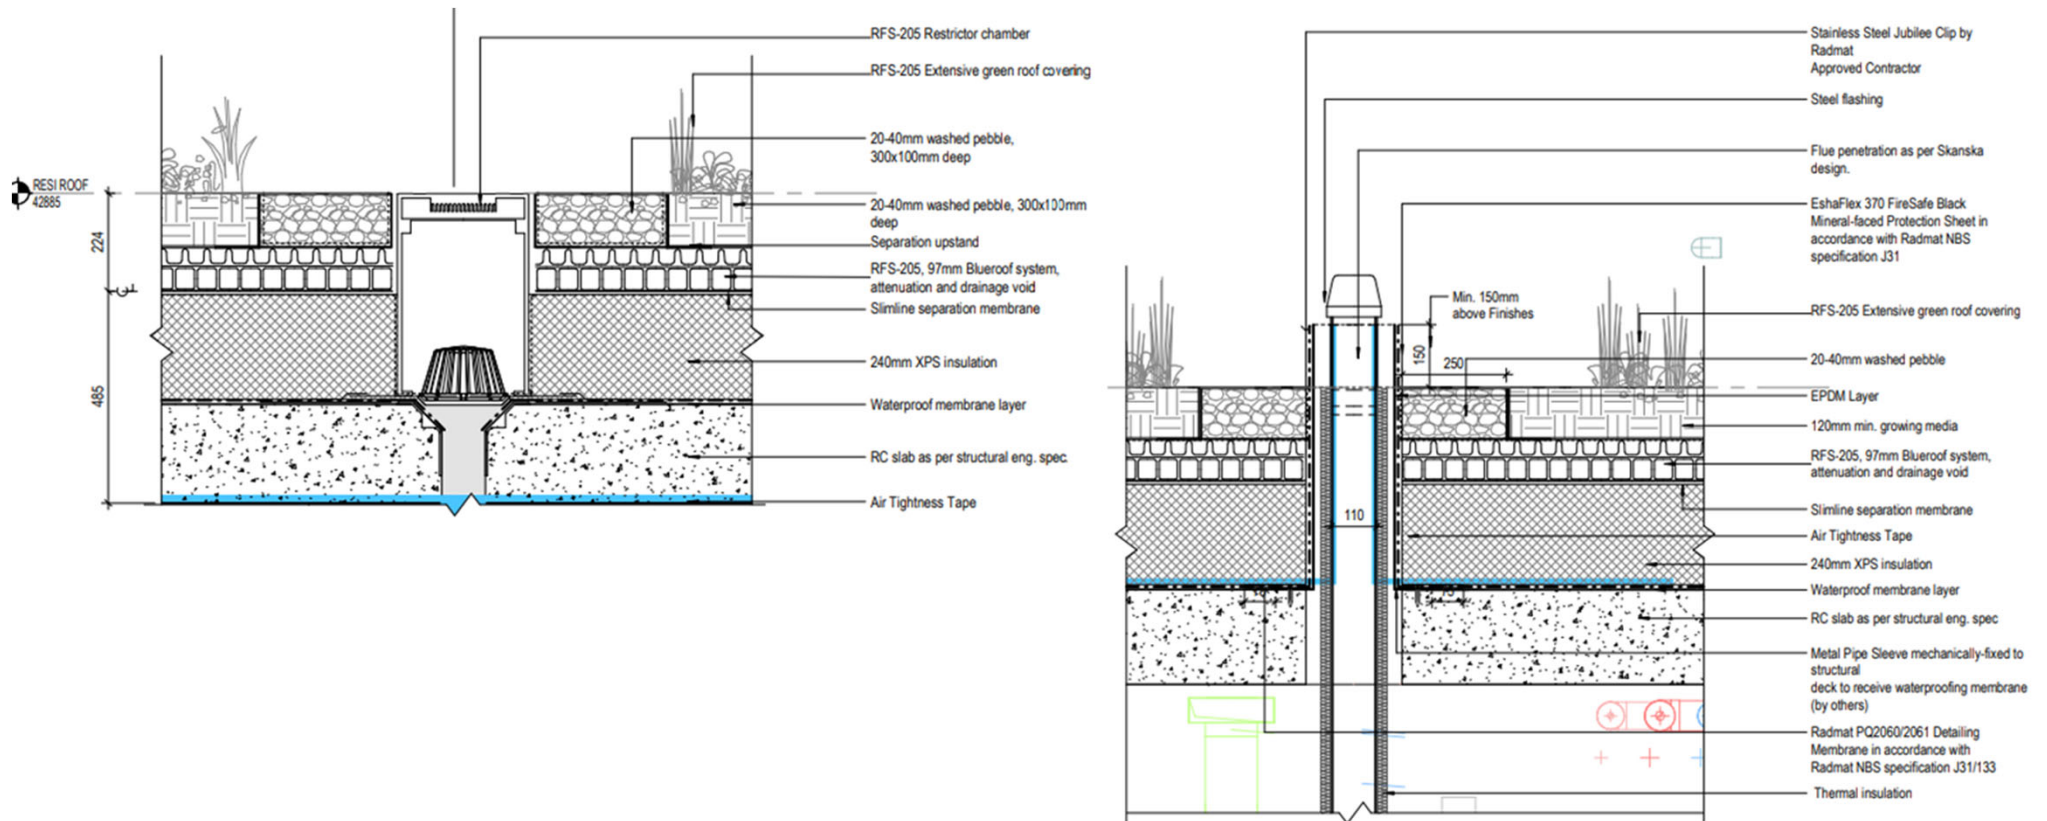 RFS-205 Restrictor chamber
RFS-205 Extensive green roof covering
20-40mm washed pebble,
300x100mm deep
RESI ROOF
42885
20-40mm washed pebble, 300x100mm
deep
224
Separation upstand
RFS-205, 97mm Blueroof system,
attenuation and drainage void
Slimline separation membrane
240mm XPS insulation
485
Waterproof membrane layer
RC slab as per structural eng. spec.
Air Tightness Tape
Stainless Steel Jubilee Clip by
Radmat
Approved Contractor
Steel flashing
Flue penetration as per Skanska
design.
EshaFlex 370 FireSafe Black
Mineral-faced Protection Sheet in
accordance with Radmat NBS
specification J31
Min. 150mm
above Finishes
RFS-205 Extensive green roof covering
150
250
20-40mm washed pebble
EPDM Layer
120mm min. growing media
RFS-205, 97mm Blueroof system,
attenuation and drainage void
Slimline separation membrane
110
Air Tightness Tape
240mm XPS insulation
Waterproof membrane layer
RC slab as per structural eng. spec
Metal Pipe Sleeve mechanically-fixed to
structural
deck to receive waterproofing membrane
(by others)
Radmat PQ2060/2061 Detailing
Membrane in accordance with
Radmat NBS specification J31/133
Thermal insulation